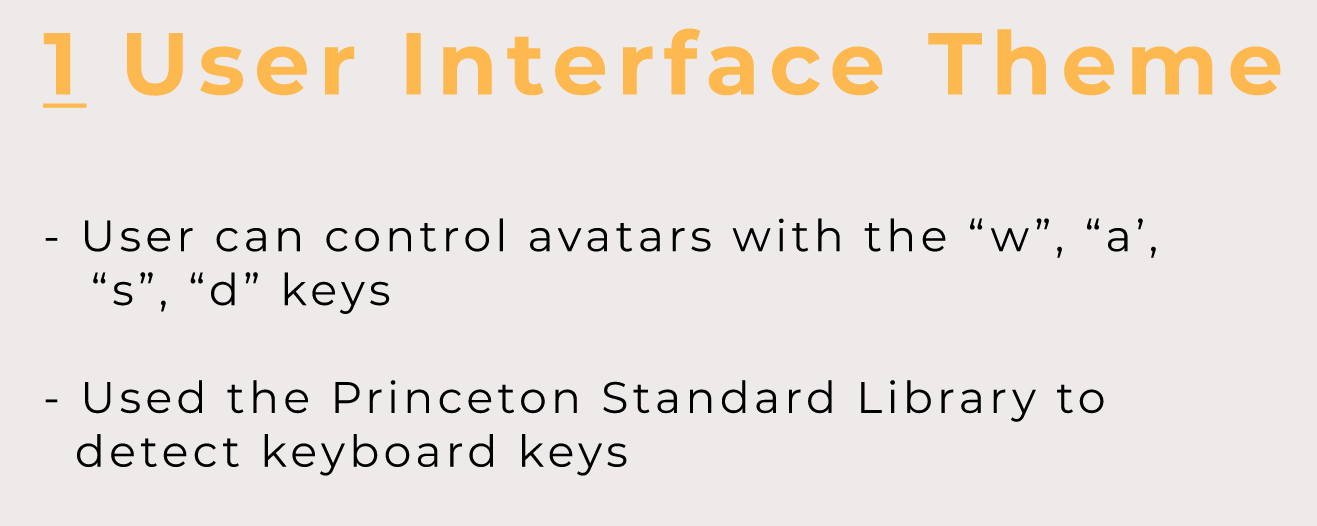 1 User Interface Theme
- User can control avatars with the “w”, “a’,
“s”, “d” keys
- Used the Princeton Standard Library to
detect keyboard keys